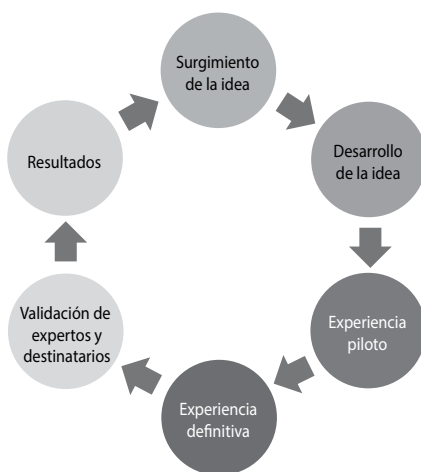 Surgimiento
de la idea
Desarrollo
de la idea
Experiencia
piloto
Experiencia
definitiva
Validación de
expertos y
destinatarios
Resultados